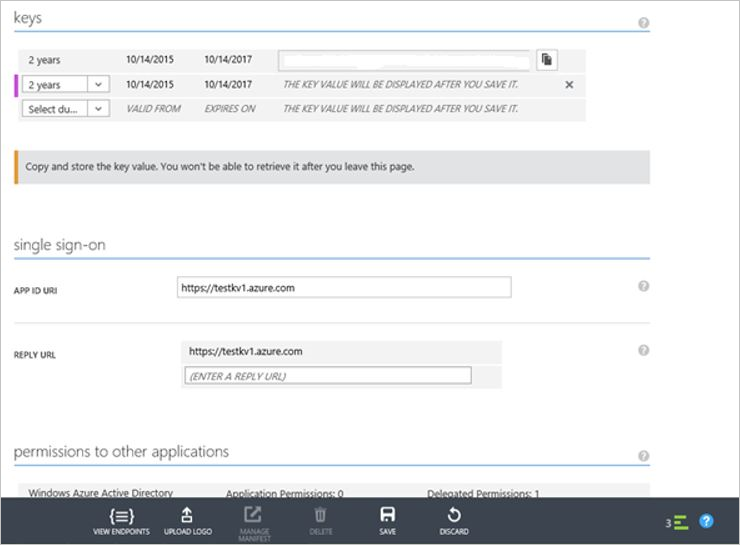 keys
2 years 10/14/2015 10/14/2017
2 years 10/14/2015 10/14/2017 THE KEY VALUE WILL BE DISPLAYED AFTER YOU SAVE IT.
Select du... VALID FROM EXPIRES ON THE KEY VALUE WILL BE DISPLAYED AFTER YOU SAVE IT.
Copy and store the key value. You won't be able to retrieve it after you leave this page.
single sign-on
APP ID URI https://testkv1.azure.com
REPLY URL https://testkv1.azure.com
(ENTER A REPLY URL)
permissions to other applications
Windows Azure Active Directory Application Permissions: 0 Delegated Permissions: 1
VIEW ENDPOINTS UPLOAD LOGO MANAGE MANIFEST DELETE SAVE DISCARD 3